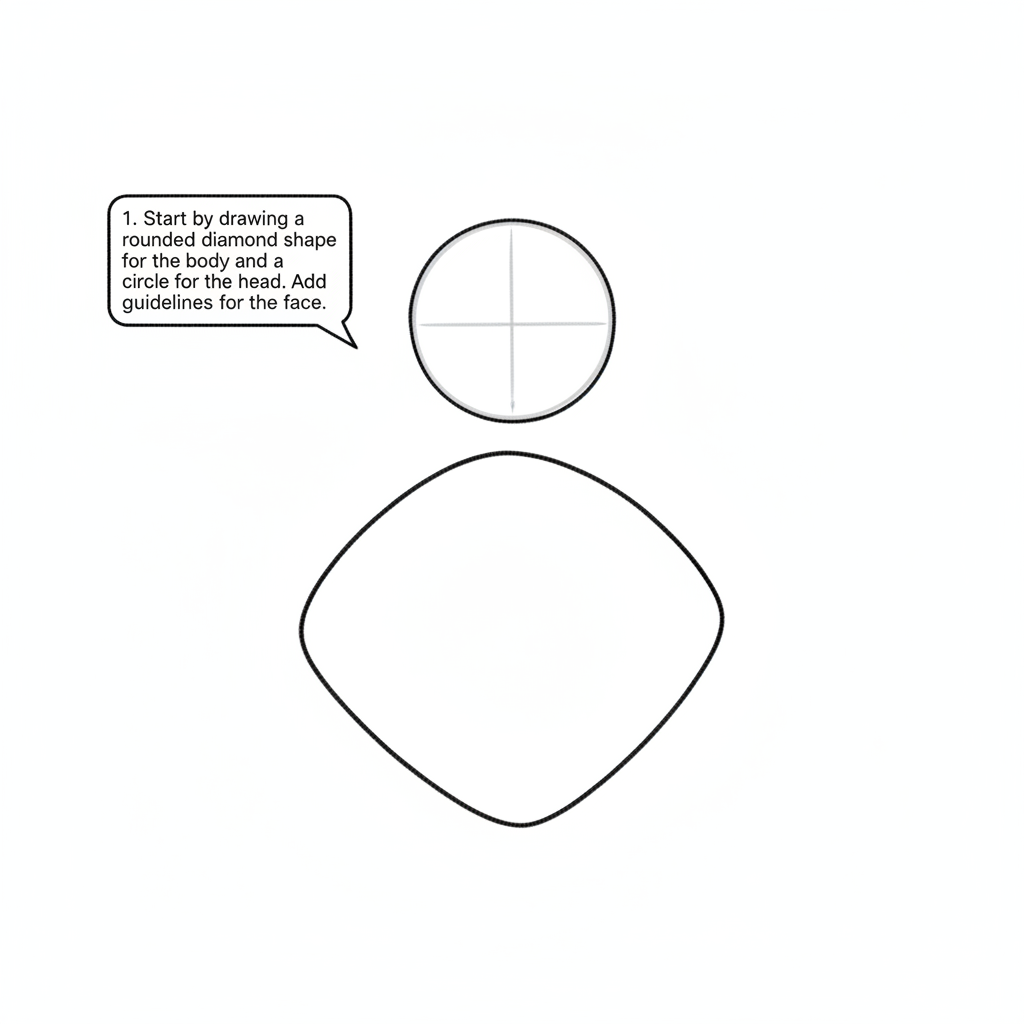 1. Start by drawing a
rounded diamond shape
for the body and a
circle for the head. Add
guidelines for the face.